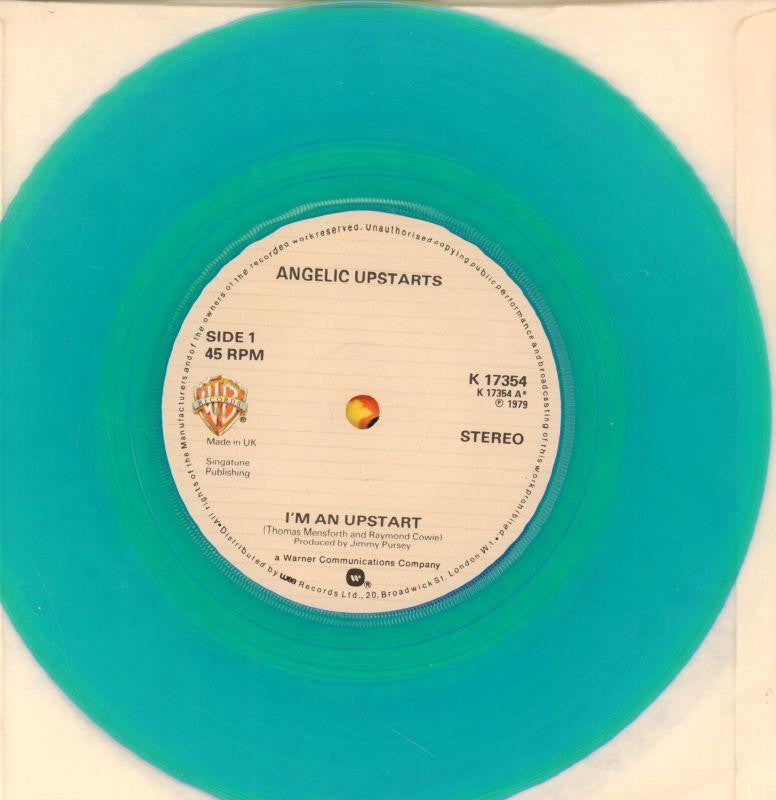 ANGELIC UPSTARTS
SIDE 1
45 RPM
K 17354
K 17354 A*
Ⓟ 1979
WB
RECORDS
®
Made in UK
STEREO
Singatune
Publishing
I'M AN UPSTART
(Thomas Mensforth and Raymond Cowie)
Produced by Jimmy Pursey
a Warner Communications Company
W®
•All rights of the Manufacturers and of the owners of the recorded work reserved. Unauthorised copying public performance and broadcasting of this work prohibited.
•Distributed by wea Records Ltd., 20, Broadwick St. London W.1.•